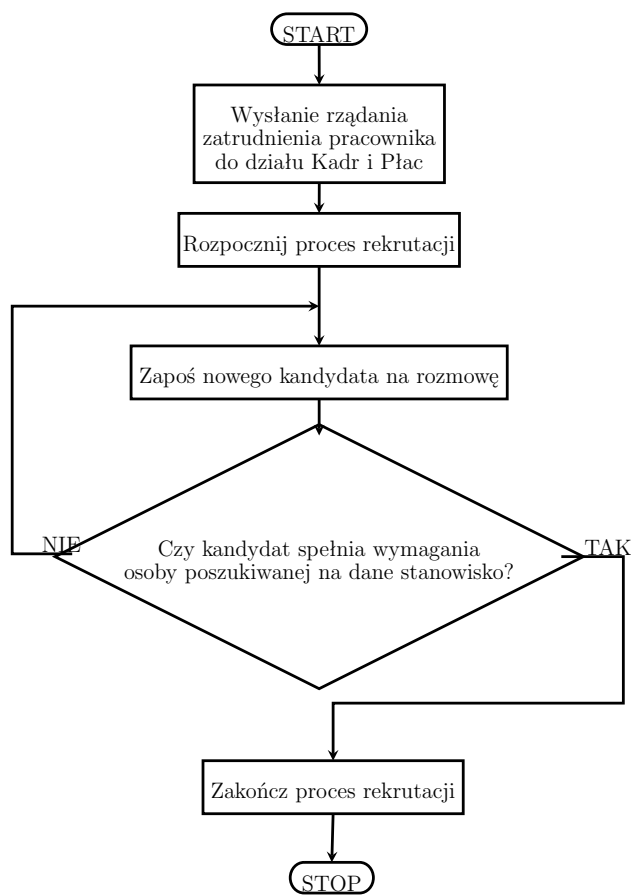 START
Wysłanie rządania
zatrudnienia pracownika
do działu Kadr i Płac
Rozpocznij proces rekrutacji
Zapoś nowego kandydata na rozmowę
NIE
Czy kandydat spełnia wymagania
osoby poszukiwanej na dane stanowisko?
TAK
Zakończ proces rekrutacji
STOP